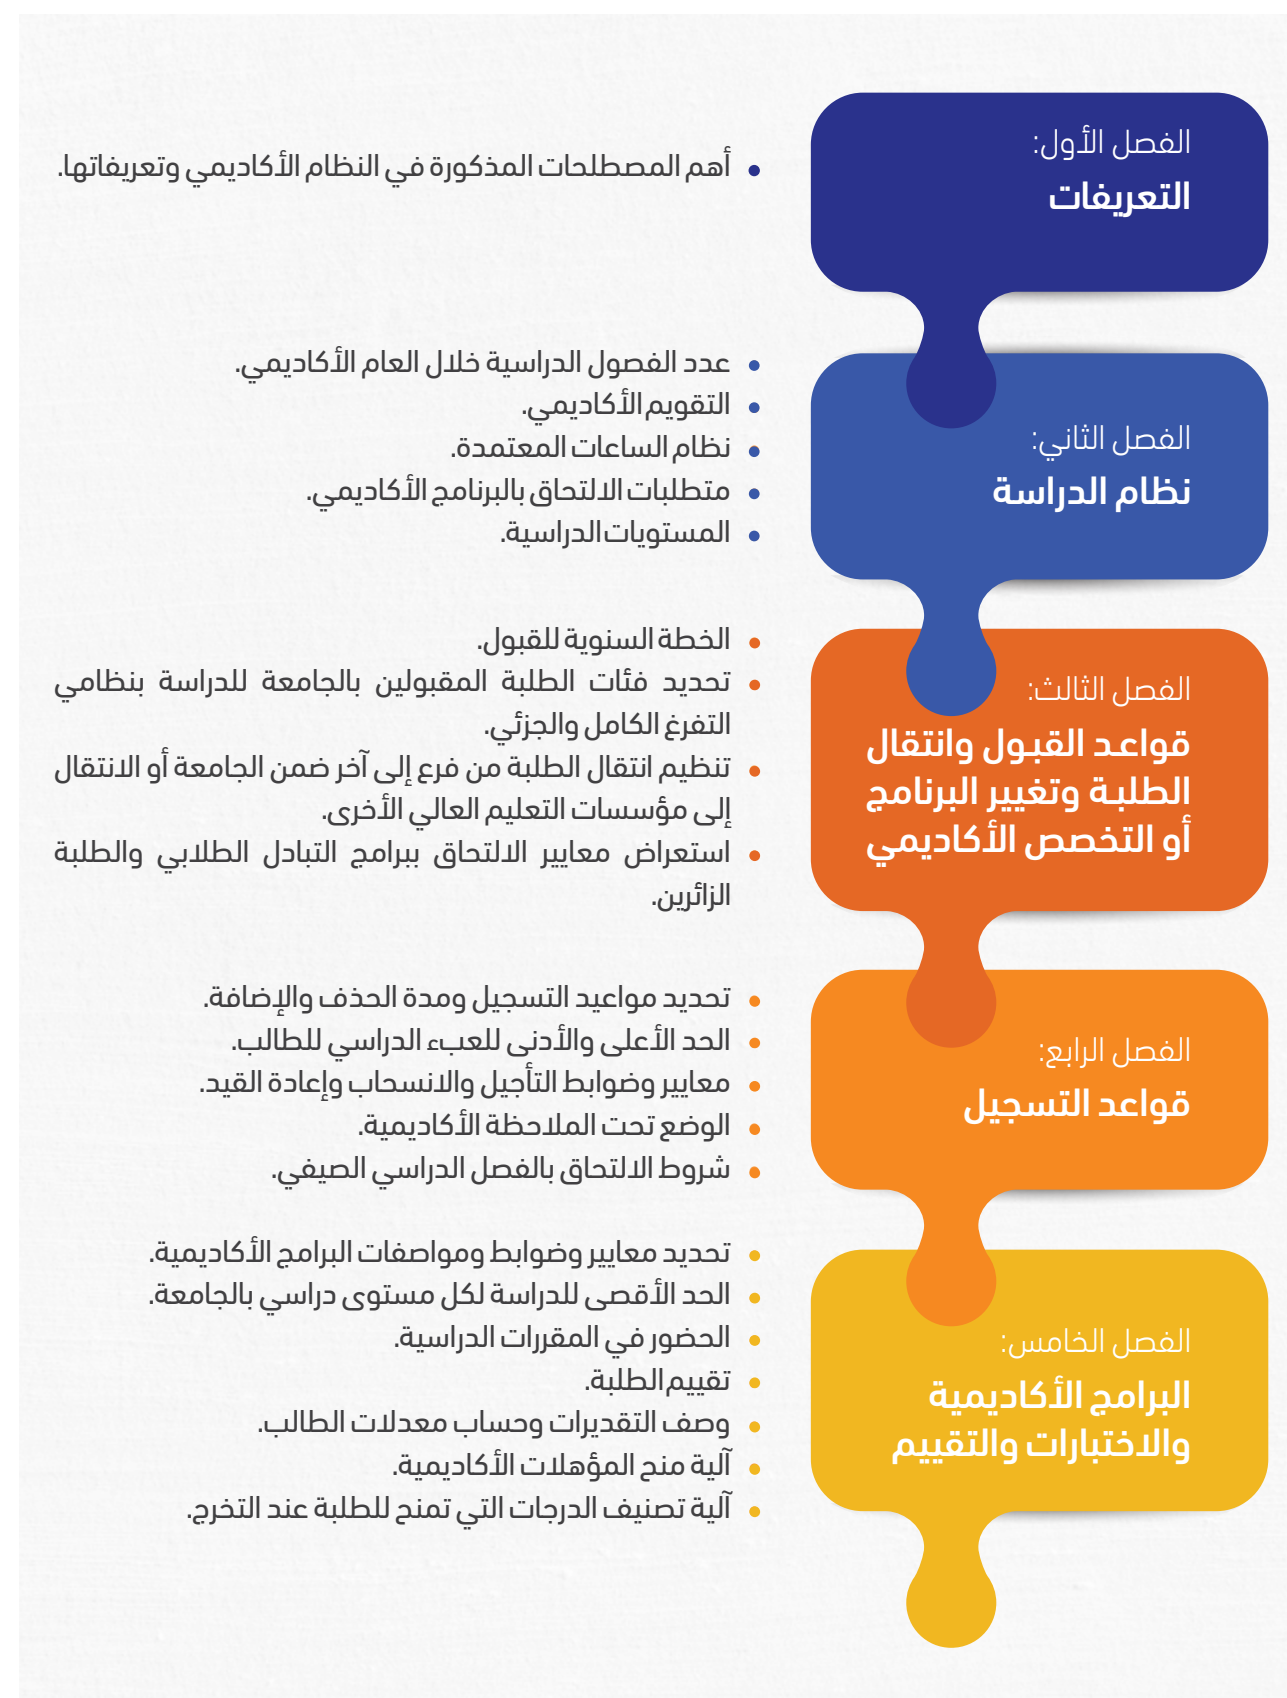 الفصل الأول:
التعريفات
أهم المصطلحات المذكورة في النظام الأكاديمي وتعريفاتها.
الفصل الثاني:
نظام الدراسة
عدد الفصول الدراسية خلال العام الأكاديمي.
التقويم الأكاديمي.
نظام الساعات المعتمدة.
متطلبات الالتحاق بالبرنامج الأكاديمي.
المستويات الدراسية.
الفصل الثالث:
قواعد القبول وانتقال
الطلبة وتغيير البرنامج
أو التخصص الأكاديمي
الخطة السنوية للقبول.
تحديد فئات الطلبة المقبولين بالجامعة للدراسة بنظامي
التفرغ الكامل والجزئي.
تنظيم انتقال الطلبة من فرع إلى آخر ضمن الجامعة أو الانتقال
إلى مؤسسات التعليم العالي الأخرى.
استعراض معايير الالتحاق ببرامج التبادل الطلابي والطلبة
الزائرين.
الفصل الرابع:
قواعد التسجيل
تحديد مواعيد التسجيل ومدة الحذف والإضافة.
الحد الأعلى والأدنى للعبء الدراسي للطالب.
معايير وضوابط التأجيل والانسحاب وإعادة القيد.
الوضع تحت الملاحظة الأكاديمية.
شروط الالتحاق بالفصل الدراسي الصيفي.
الفصل الخامس:
البرامج الأكاديمية
والاختبارات والتقييم
تحديد معايير وضوابط ومواصفات البرامج الأكاديمية.
الحد الأقصى للدراسة لكل مستوى دراسي بالجامعة.
الحضور في المقررات الدراسية.
تقييم الطلبة.
وصف التقديرات وحساب معدلات الطالب.
آلية منح المؤهلات الأكاديمية.
آلية تصنيف الدرجات التي تمنح للطلبة عند التخرج.